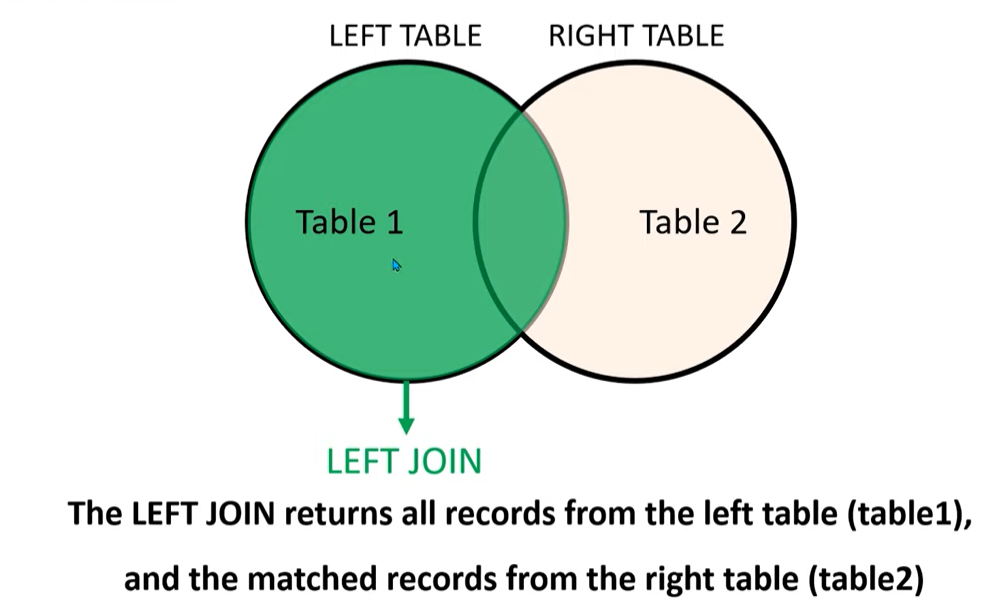 LEFT TABLE RIGHT TABLE
Table 1 Table 2
LEFT JOIN
The LEFT JOIN returns all records from the left table (table1),
and the matched records from the right table (table2)